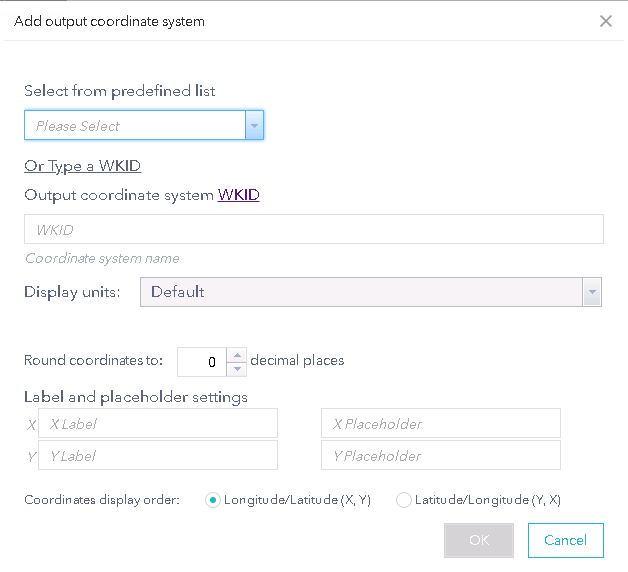 Add output coordinate system
Select from predefined list
Please Select
Or Type a WKID
Output coordinate system WKID
WKID
Coordinate system name
Display units: Default
Round coordinates to: 0 decimal places
Label and placeholder settings
X X Label X Placeholder
Y Y Label Y Placeholder
Coordinates display order: Longitude/Latitude (X, Y) Latitude/Longitude (Y, X)
OK Cancel